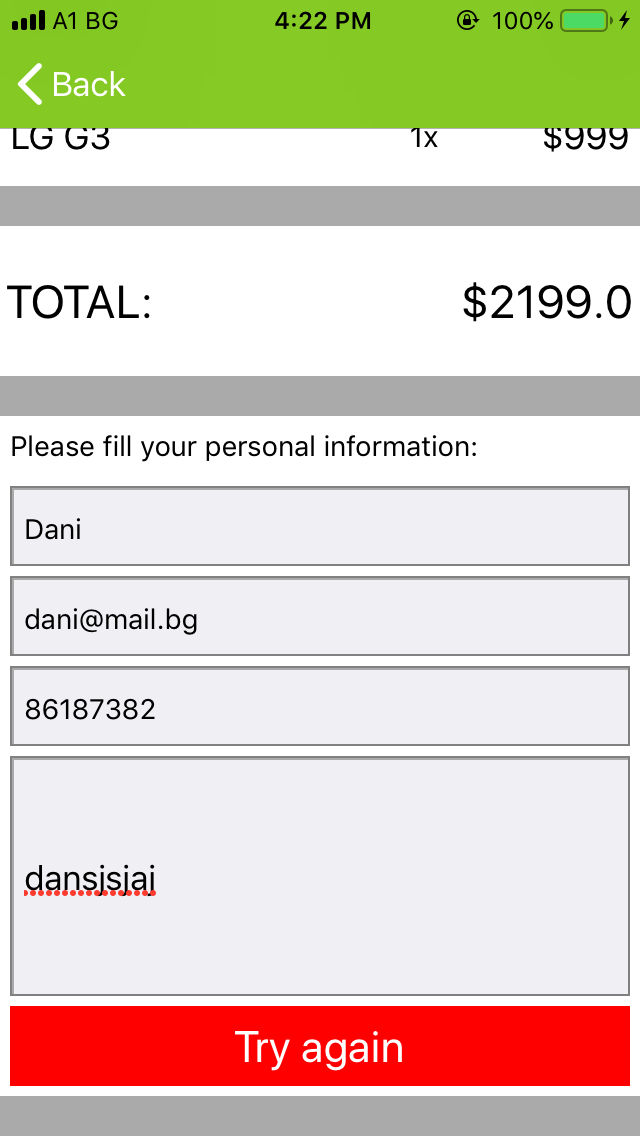 A1 BG 4:22 PM 100%
Back
LG G3 1x $999
TOTAL: $2199.0
Please fill your personal information:
Dani
dani@mail.bg
86187382
dansjsjaj
Try again